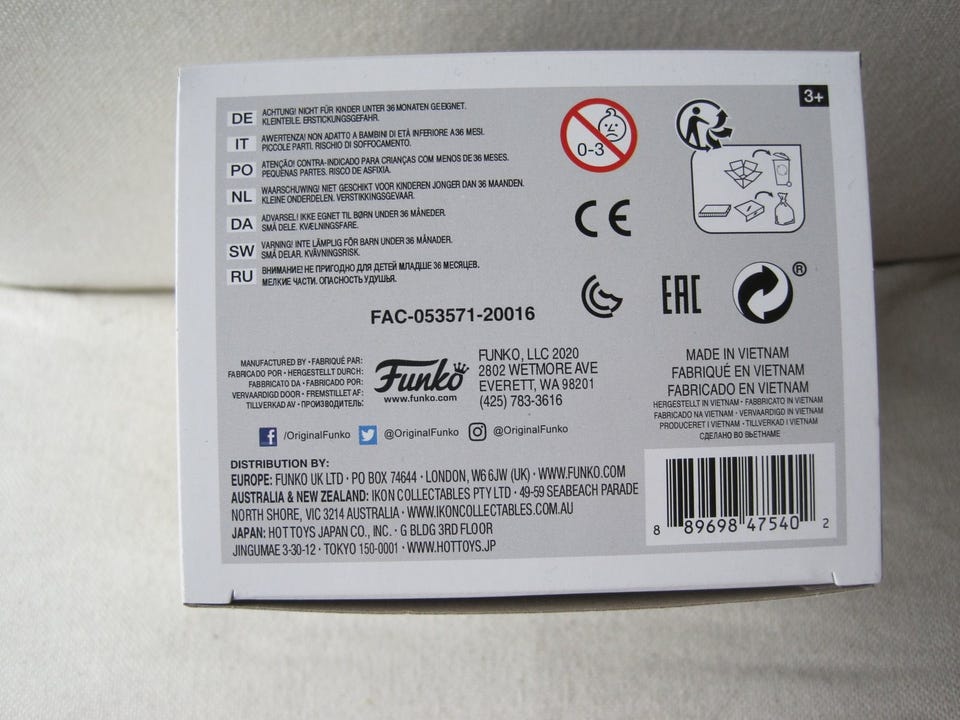 DE ACHTUNG! NICHT FÜR KINDER UNTER 36 MONATEN GEEIGNET.
KLEINTEILE. ERSTICKUNGSGEFAHR.
IT AWERTENZA! NON ADATTO A BAMBINI DI ETÀ INFERIORE A 36 MESI.
PICCOLE PARTI. RISCHIO DI SOFFOCAMENTO.
PO ATENÇÃO! CONTRA-INDICADO PARA CRIANÇAS COM MENOS DE 36 MESES.
PEQUENAS PARTES. RISCO DE ASFIXIA.
NL WAARSCHUWING! NIET GESCHIKT VOOR KINDEREN JONGER DAN 36 MAANDEN.
KLEINE ONDERDELEN. VERSTIKKINGSGEVAAR.
DA ADVARSEL! IKKE EGNET TIL BØRN UNDER 36 MÅNEDER.
SMÅ DELE. KVÆLNINGSFARE.
SW VARNING! INTE LÄMPLIG FÖR BARN UNDER 36 MÅNADER.
SMÅ DELAR. KVÄVNINGSRISK.
RU ВНИМАНИЕ! НЕ ПРИГОДНО ДЛЯ ДЕТЕЙ МЛАДШЕ 36 МЕСЯЦЕВ.
МЕЛКИЕ ЧАСТИ. ОПАСНОСТЬ УДУШЬЯ.
0-3
3+
CE
EAC
®
FAC-053571-20016
MANUFACTURED BY · FABRIQUÉ PAR:
FABRICADO POR · HERGESTELLT DURCH:
FABBRICATO DA · FABRICADO POR:
VERVAARDIGD DOOR · FREMSTILLET AF:
TILLVERKAD AV · ПРОИЗВОДИТЕЛЬ:
Funko
www.funko.com
FUNKO, LLC 2020
2802 WETMORE AVE
EVERETT, WA 98201
(425) 783-3616
MADE IN VIETNAM
FABRIQUÉ EN VIETNAM
FABRICADO EN VIETNAM
HERGESTELLT IN VIETNAM · FABBRICATO IN VIETNAM
FABRICADO NA VIETNAM · VERVAARDIGD IN VIETNAM
PRODUCERET I VIETNAM · TILLVERKAD I VIETNAM
СДЕЛАНО ВО ВЬЕТНАМЕ
/OriginalFunko @OriginalFunko @OriginalFunko
DISTRIBUTION BY:
EUROPE: FUNKO UK LTD · PO BOX 74644 · LONDON, W6 6JW (UK) · WWW.FUNKO.COM
AUSTRALIA & NEW ZEALAND: IKON COLLECTABLES PTY LTD · 49-59 SEABEACH PARADE
NORTH SHORE, VIC 3214 AUSTRALIA · WWW.IKONCOLLECTABLES.COM.AU
JAPAN: HOT TOYS JAPAN CO., INC. · G BLDG 3RD FLOOR
JINGUMAE 3-30-12 · TOKYO 150-0001 · WWW.HOTTOYS.JP
8 89698 47540 2